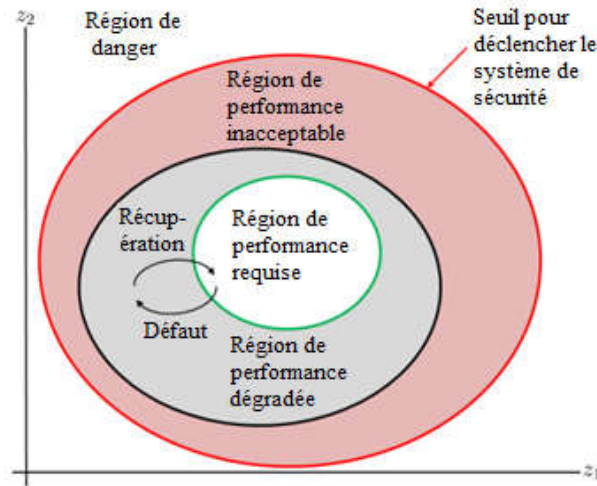 z₂
Région de
danger
Seuil pour
déclencher le
système de
sécurité
Région de
performance
inacceptable
Récup-
ération
Région de
performance
requise
Défaut
Région de
performance
dégradée
z₁